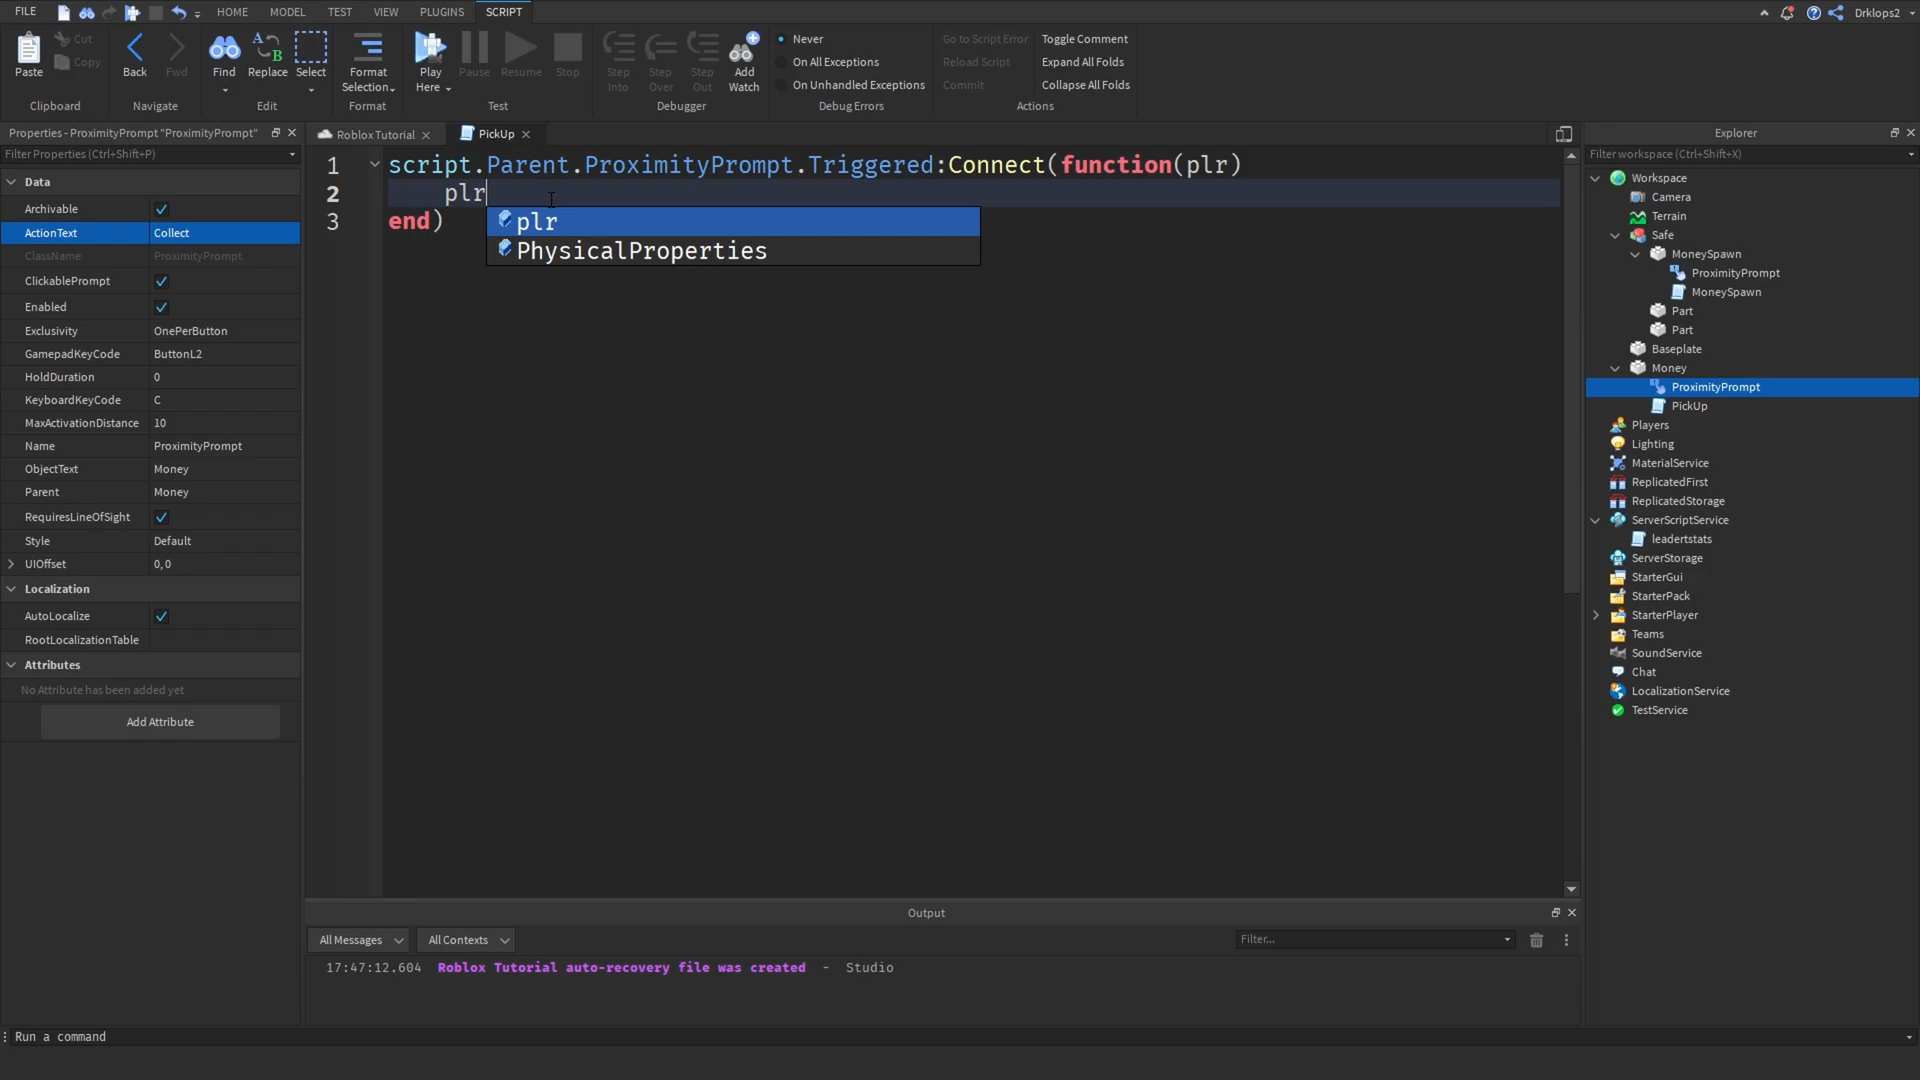 FILE HOME MODEL TEST VIEW PLUGINS SCRIPT Drklops2
Paste Cut Copy Clipboard
Back Fwd Navigate
Find Replace Select Edit
Format Selection Format
Play Here Pause Resume Stop Test
Step Into Step Over Step Out Add Watch Debugger
Never
On All Exceptions
On Unhandled Exceptions
Debug Errors
Go to Script Error Toggle Comment
Reload Script Expand All Folds
Commit Collapse All Folds
Actions
Properties - ProximityPrompt "ProximityPrompt"
Filter Properties (Ctrl+Shift+P)
Data
Archivable
ActionText Collect
ClassName ProximityPrompt
ClickablePrompt
Enabled
Exclusivity OnePerButton
GamepadKeyCode ButtonL2
HoldDuration 0
KeyboardKeyCode C
MaxActivationDistance 10
Name ProximityPrompt
ObjectText Money
Parent Money
RequiresLineOfSight
Style Default
UIOffset 0, 0
Localization
AutoLocalize
RootLocalizationTable
Attributes
No Attribute has been added yet
Add Attribute
Roblox Tutorial PickUp
1 script.Parent.ProximityPrompt.Triggered:Connect(function(plr)
2 plr
3 end)
plr
PhysicalProperties
Output
All Messages All Contexts Filter...
17:47:12.604 Roblox Tutorial auto-recovery file was created - Studio
Explorer
Filter workspace (Ctrl+Shift+X)
Workspace
Camera
Terrain
Safe
MoneySpawn
ProximityPrompt
MoneySpawn
Part
Part
Baseplate
Money
ProximityPrompt
PickUp
Players
Lighting
MaterialService
ReplicatedFirst
ReplicatedStorage
ServerScriptService
leadertstats
ServerStorage
StarterGui
StarterPack
StarterPlayer
Teams
SoundService
Chat
LocalizationService
TestService
Run a command